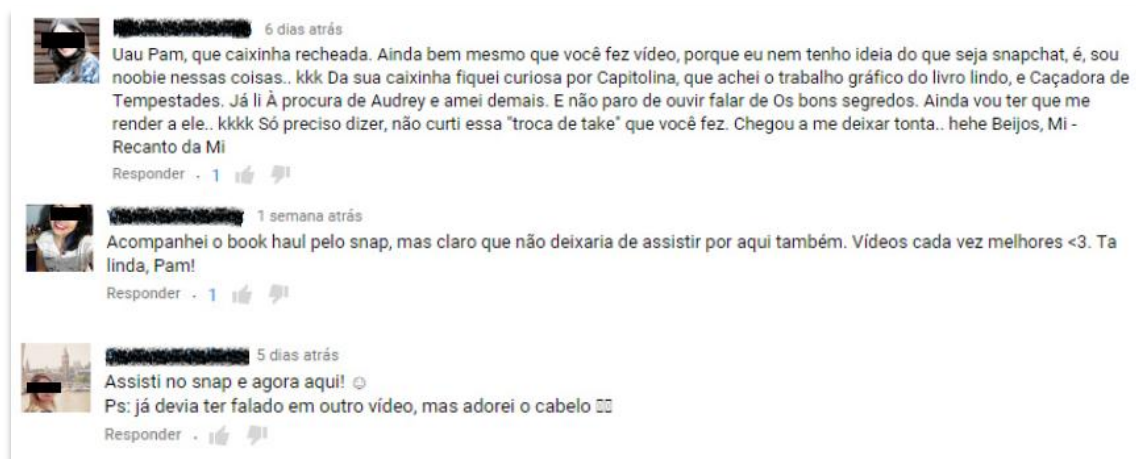 6 dias atrás
Uau Pam, que caixinha recheada. Ainda bem mesmo que você fez vídeo, porque eu nem tenho ideia do que seja snapchat, é, sou
noobie nessas coisas.. kkk Da sua caixinha fiquei curiosa por Capitolina, que achei o trabalho gráfico do livro lindo, e Caçadora de
Tempestades. Já li À procura de Audrey e amei demais. E não paro de ouvir falar de Os bons segredos. Ainda vou ter que me
render a ele.. kkkk Só preciso dizer, não curti essa "troca de take" que você fez. Chegou a me deixar tonta.. hehe Beijos, Mi -
Recanto da Mi
Responder . 1
1 semana atrás
Acompanhei o book haul pelo snap, mas claro que não deixaria de assistir por aqui também. Vídeos cada vez melhores <3. Ta
linda, Pam!
Responder . 1
5 dias atrás
Assisti no snap e agora aqui! ☺
Ps: já devia ter falado em outro vídeo, mas adorei o cabelo
Responder .